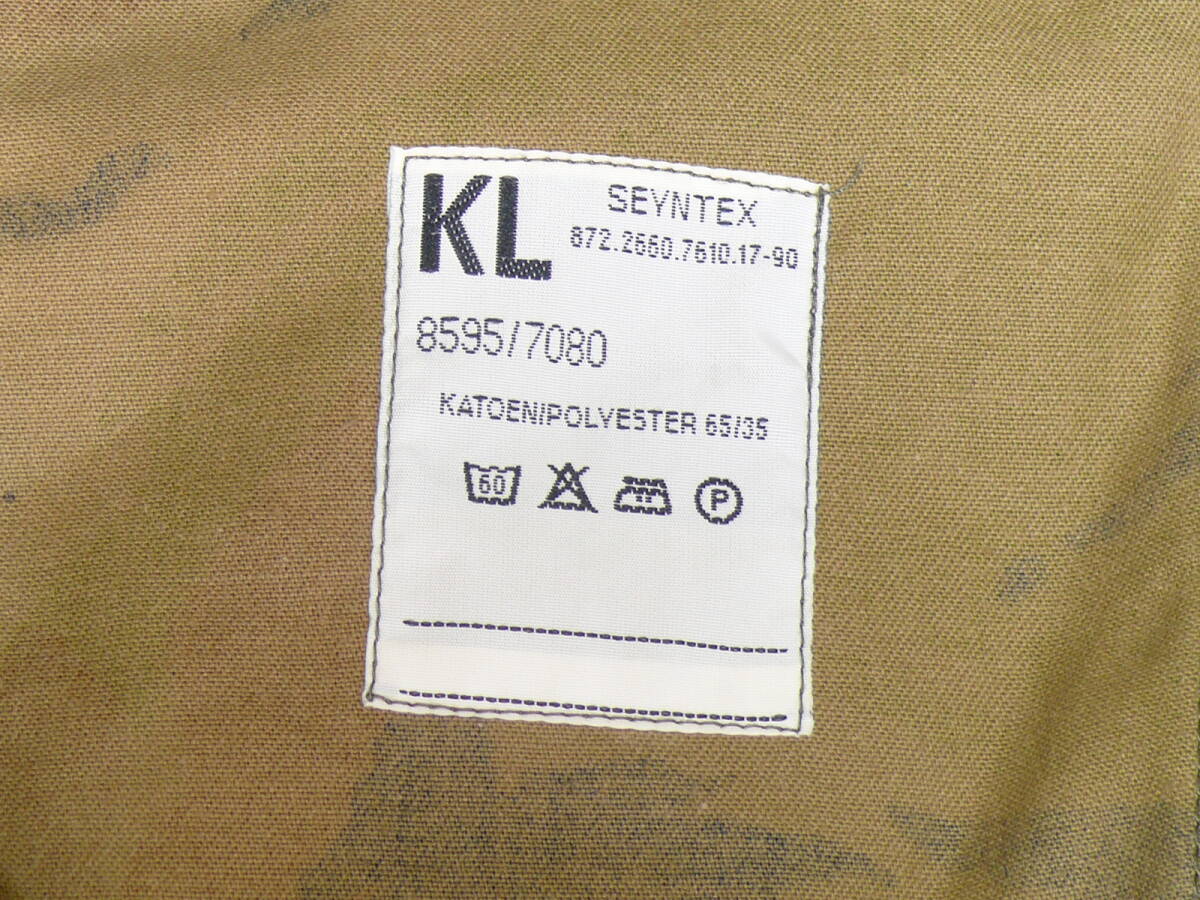 KL
SEYNTEX
872.2660.7610.17-90
8595/7080
KATOEN/POLYESTER 65/35
60
P